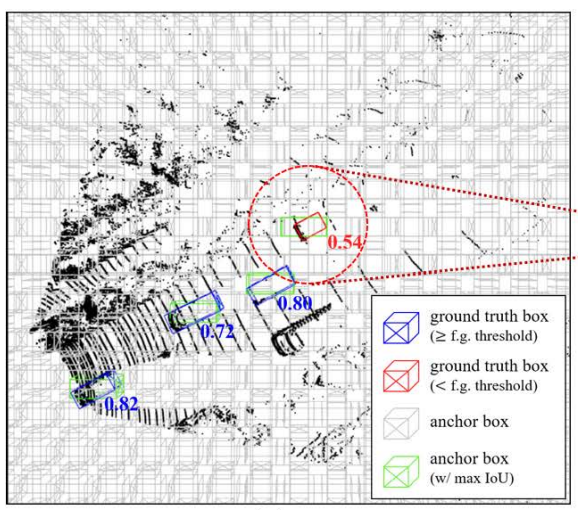 0.54
0.80
0.72
0.82
ground truth box
(≥ f.g. threshold)
ground truth box
(< f.g. threshold)
anchor box
anchor box
(w/ max IoU)